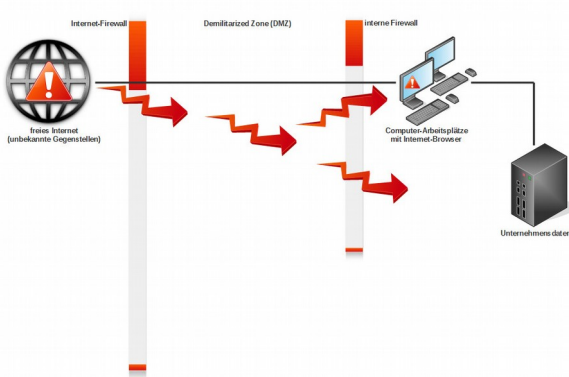 Internet-Firewall
Demilitarized Zone (DMZ)
interne Firewall
freies Internet
(unbekannte Gegenstellen)
Computer-Arbeitsplätze
mit Internet-Browser
Unternehmensdaten